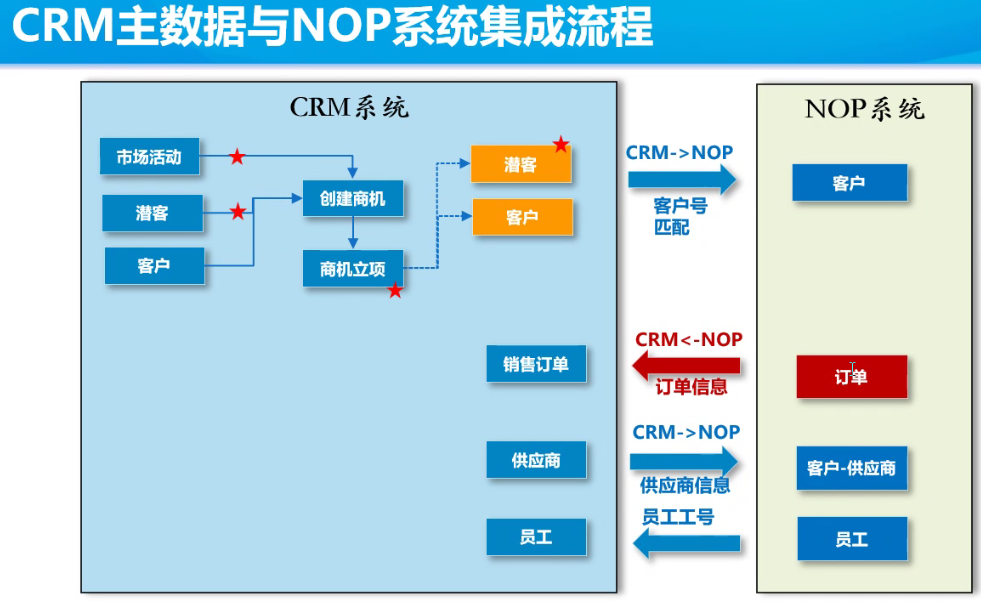 CRM主数据与NOP系统集成流程
CRM系统
NOP系统
市场活动
潜客
客户
创建商机
商机立项
潜客
客户
CRM->NOP
客户号
匹配
客户
销售订单
CRM<-NOP
订单信息
订单
供应商
CRM->NOP
供应商信息
客户-供应商
员工
员工工号
员工